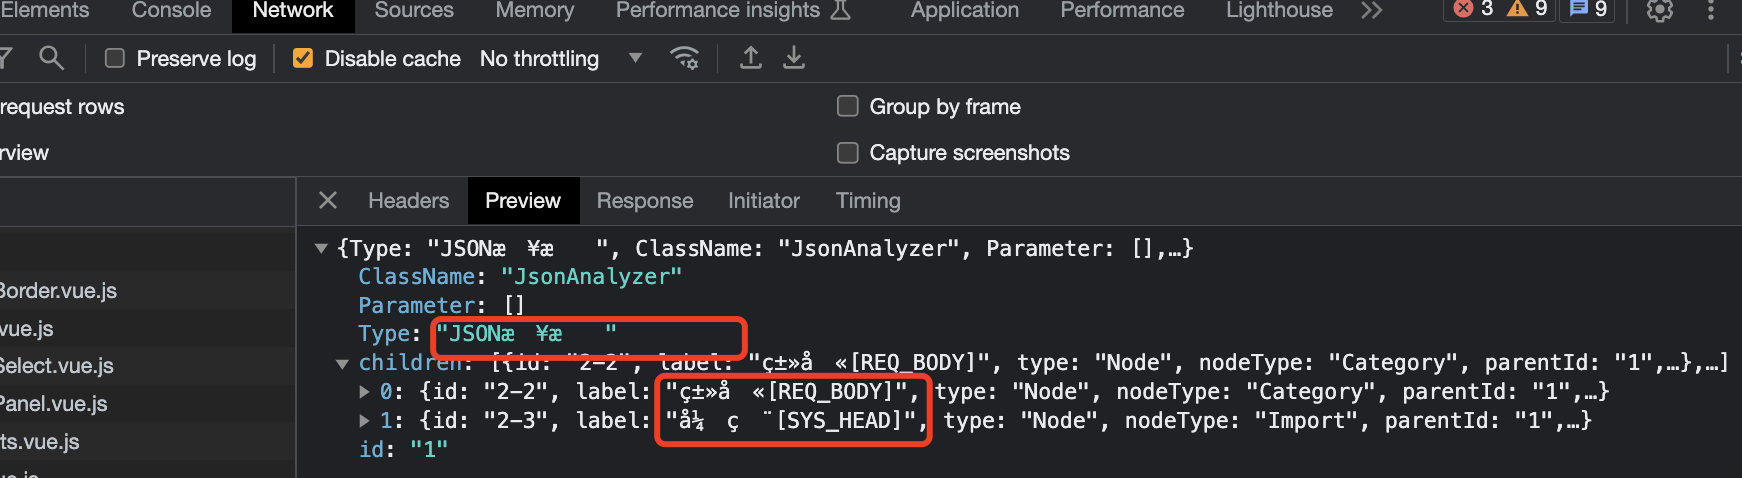 Elements Console Network Sources Memory Performance insights Application Performance Lighthouse 3 9 9
Preserve log Disable cache No throttling
request rows Group by frame
rview Capture screenshots
Headers Preview Response Initiator Timing
{Type: "JSONæ ¥æ ", ClassName: "JsonAnalyzer", Parameter: [],…}
ClassName: "JsonAnalyzer"
Border.vue.js
Parameter: []
vue.js
Type: "JSONæ ¥æ "
Select.vue.js
children: [{id: "2-2", label: "ç±»å «[REQ_BODY]", type: "Node", nodeType: "Category", parentId: "1",…},…]
Panel.vue.js
0: {id: "2-2", label: "ç±»å «[REQ_BODY]", type: "Node", nodeType: "Category", parentId: "1",…}
1: {id: "2-3", label: "å¼ ç ¨[SYS_HEAD]", type: "Node", nodeType: "Import", parentId: "1",…}
ts.vue.js
id: "1"